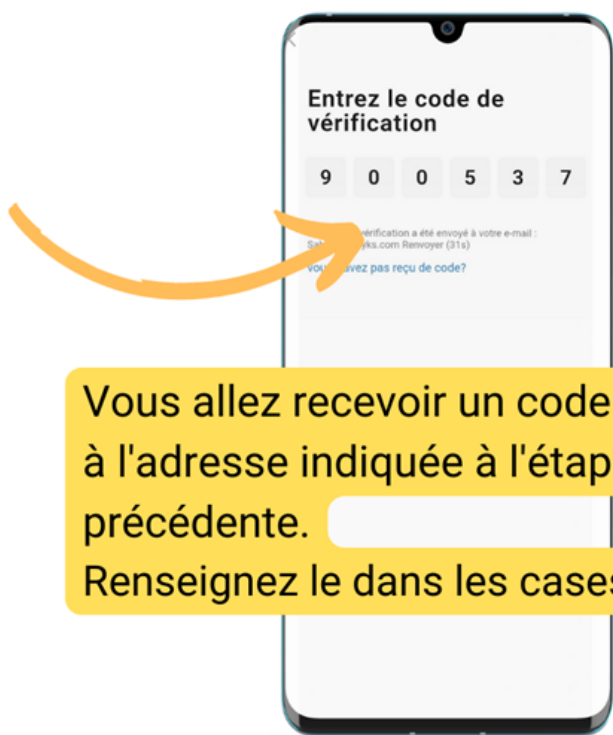 Entrez le code de
vérification
9 0 0 5 3 7
vérification a été envoyé à votre e-mail :
Renvoyer (31s)
pas reçu de code?
Vous allez recevoir un code
à l'adresse indiquée à l'étap
précédente.
Renseignez le dans les cases